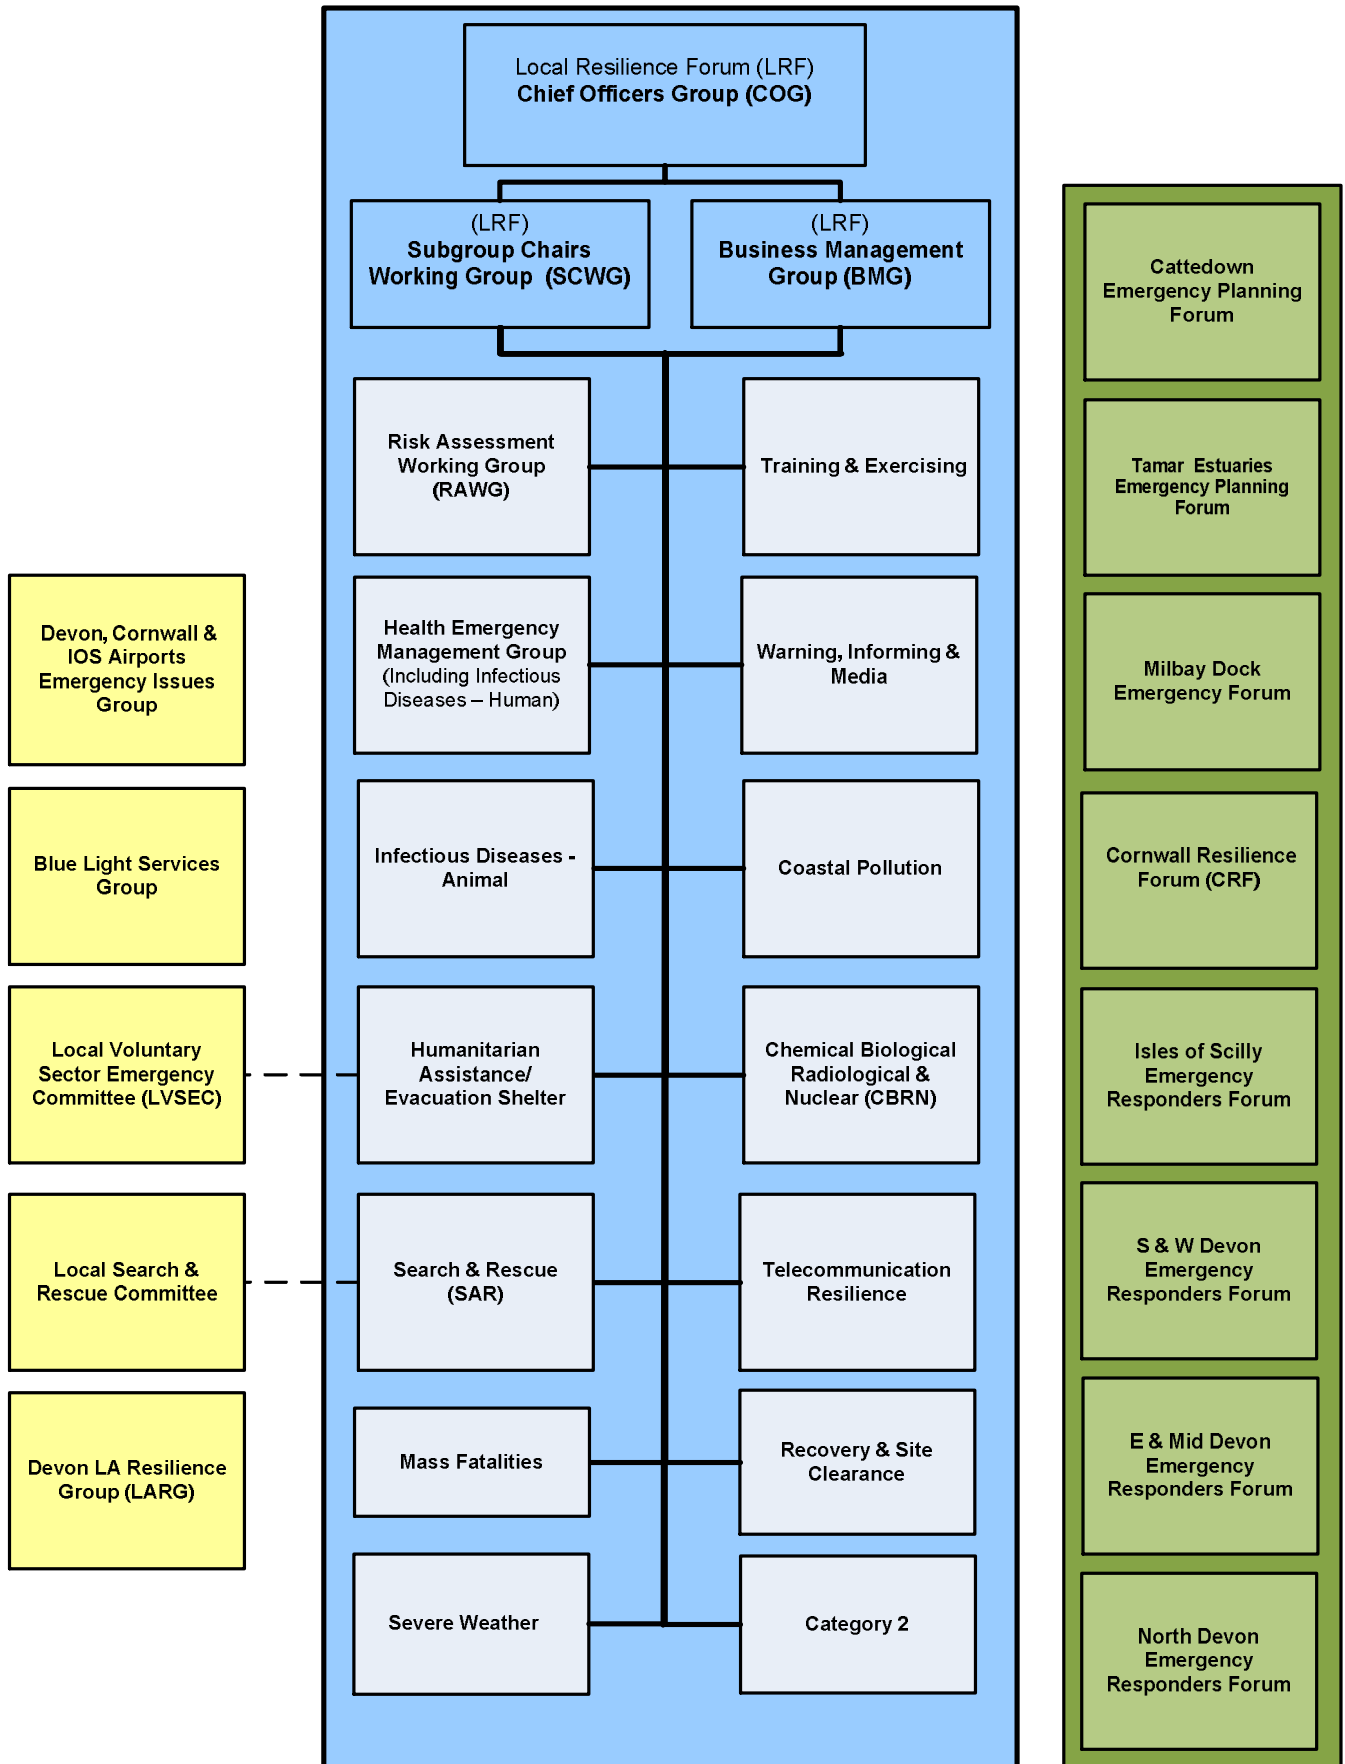 Local Resilience Forum (LRF)
Chief Officers Group (COG)
(LRF)
Subgroup Chairs
Working Group (SCWG)
(LRF)
Business Management
Group (BMG)
Risk Assessment
Working Group
(RAWG)
Training & Exercising
Health Emergency
Management Group
(Including Infectious
Diseases – Human)
Warning, Informing &
Media
Infectious Diseases -
Animal
Coastal Pollution
Humanitarian
Assistance/
Evacuation Shelter
Chemical Biological
Radiological &
Nuclear (CBRN)
Search & Rescue
(SAR)
Telecommunication
Resilience
Mass Fatalities
Recovery & Site
Clearance
Severe Weather
Category 2
Devon, Cornwall &
IOS Airports
Emergency Issues
Group
Blue Light Services
Group
Local Voluntary
Sector Emergency
Committee (LVSEC)
Local Search &
Rescue Committee
Devon LA Resilience
Group (LARG)
Cattedown
Emergency Planning
Forum
Tamar Estuaries
Emergency Planning
Forum
Milbay Dock
Emergency Forum
Cornwall Resilience
Forum (CRF)
Isles of Scilly
Emergency
Responders Forum
S & W Devon
Emergency
Responders Forum
E & Mid Devon
Emergency
Responders Forum
North Devon
Emergency
Responders Forum